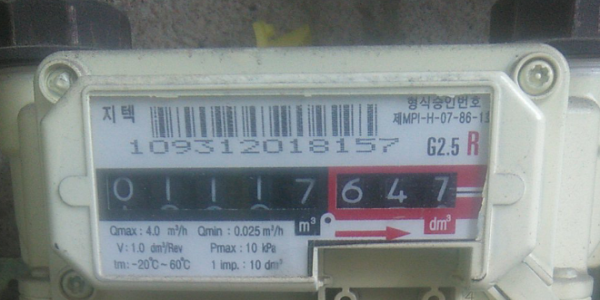 지텍
형식승인번호
제MPI-H-07-86-11
109312018157
G2.5 R
01117 647
m³ dm³
Qmax : 4.0 m³/h Qmin : 0.025 m³/h
V : 1.0 dm³/Rev Pmax : 10 kPa
tm : -20℃~60℃ 1 imp. : 10 dm³